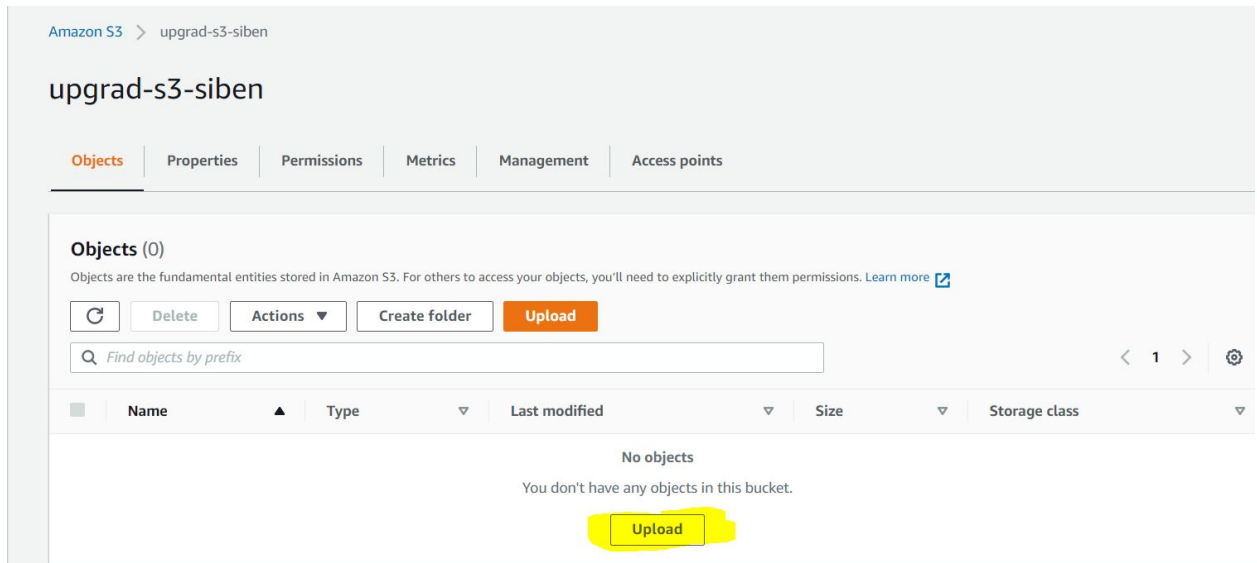 Amazon S3 > upgrad-s3-siben
upgrad-s3-siben
Objects Properties Permissions Metrics Management Access points
Objects (0)
Objects are the fundamental entities stored in Amazon S3. For others to access your objects, you'll need to explicitly grant them permissions. Learn more
Delete Actions ▼ Create folder Upload
Find objects by prefix < 1 >
Name ▲ Type ▽ Last modified ▽ Size ▽ Storage class ▽
No objects
You don't have any objects in this bucket.
Upload